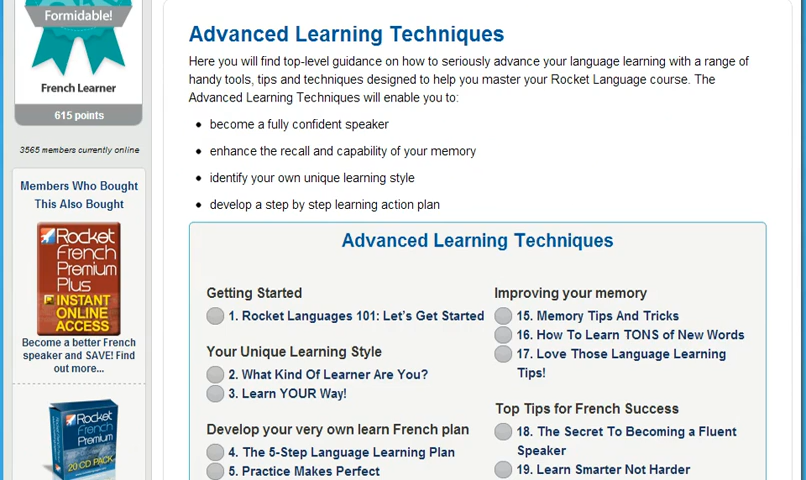 Formidable!
French Learner
615 points
3565 members currently online
Members Who Bought
This Also Bought
Rocket
French
Premium
Plus
INSTANT
ONLINE
ACCESS
Become a better French
speaker and SAVE! Find
out more...
Rocket
French
Premium
20 CD PACK
Advanced Learning Techniques
Here you will find top-level guidance on how to seriously advance your language learning with a range of
handy tools, tips and techniques designed to help you master your Rocket Language course. The
Advanced Learning Techniques will enable you to:
• become a fully confident speaker
• enhance the recall and capability of your memory
• identify your own unique learning style
• develop a step by step learning action plan
Advanced Learning Techniques
Getting Started
1. Rocket Languages 101: Let's Get Started
Your Unique Learning Style
2. What Kind Of Learner Are You?
3. Learn YOUR Way!
Develop your very own learn French plan
4. The 5-Step Language Learning Plan
5. Practice Makes Perfect
Improving your memory
15. Memory Tips And Tricks
16. How To Learn TONS of New Words
17. Love Those Language Learning
Tips!
Top Tips for French Success
18. The Secret To Becoming a Fluent
Speaker
19. Learn Smarter Not Harder